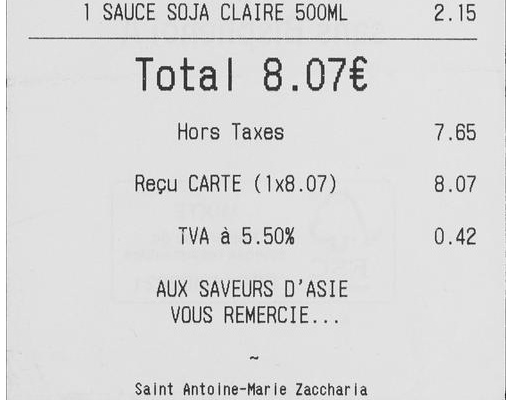 1 SAUCE SOJA CLAIRE 500ML 2.15
Total 8.07€
Hors Taxes 7.65
Reçu CARTE (1x8.07) 8.07
TVA à 5.50% 0.42
AUX SAVEURS D'ASIE
VOUS REMERCIE...
~
Saint Antoine-Marie Zaccharia